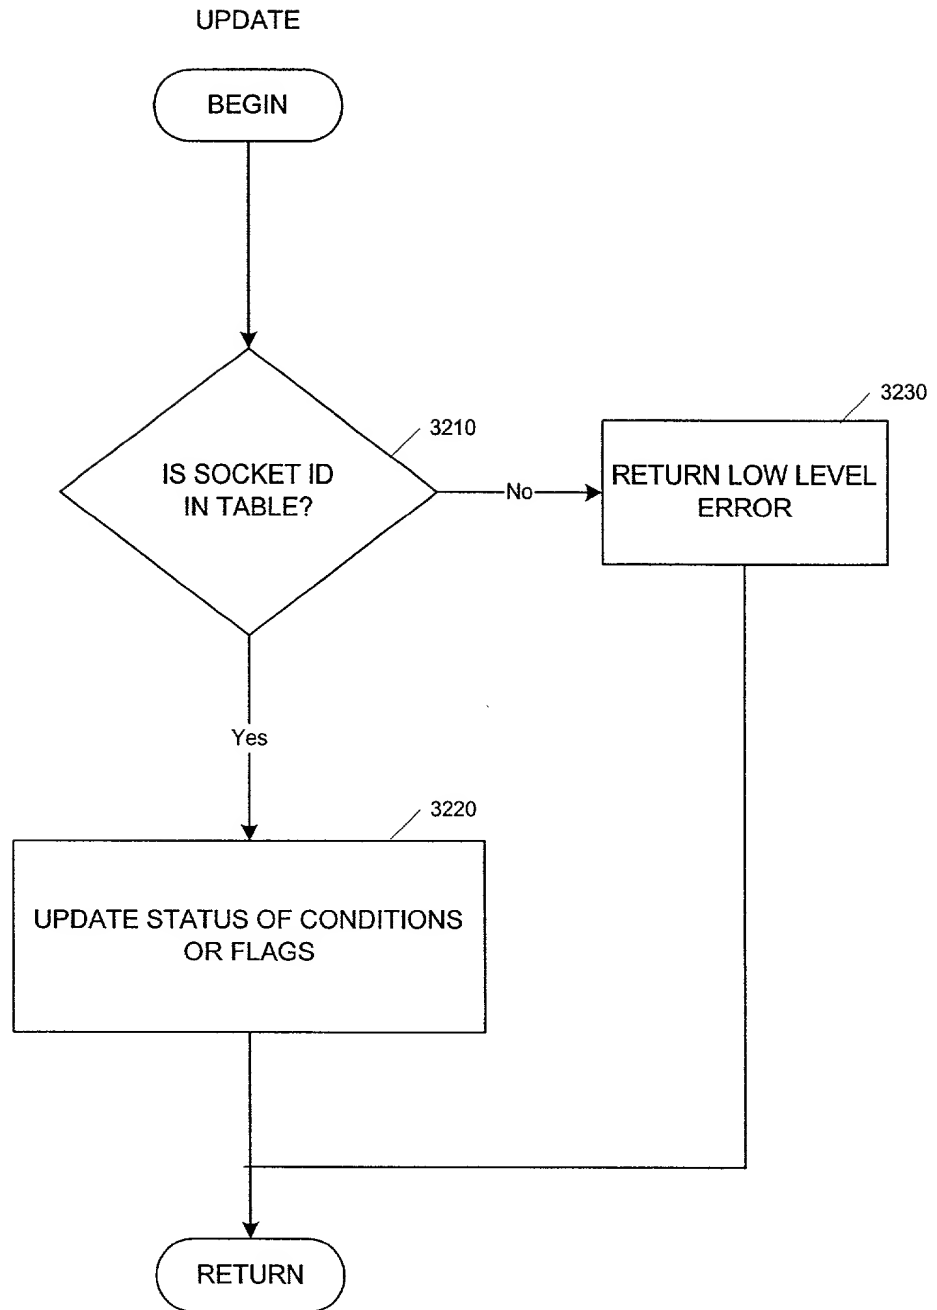 UPDATE
BEGIN
3210
IS SOCKET ID
IN TABLE?
No
3230
RETURN LOW LEVEL
ERROR
Yes
3220
UPDATE STATUS OF CONDITIONS
OR FLAGS
RETURN